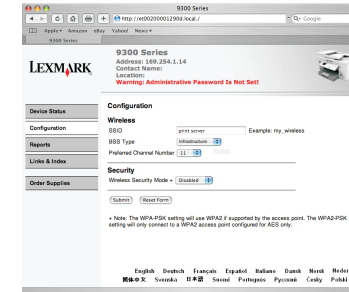 9300 Series
http://et00200001290d.local./
Q- Google
Apple Amazon eBay Yahoo! News
9300 Series
LEXMARK
9300 Series
Address: 169.254.1.14
Contact Name:
Location:
Warning: Administrative Password Is Not Set!
Device Status
Configuration
Reports
Links & Index
Order Supplies
Configuration
Wireless
SSID print server Example: my_wireless
BSS Type Infrastructure
Preferred Channel Number 11
Security
Wireless Security Mode + Disabled
Submit Reset Form
+ Note: The WPA-PSK setting will use WPA2 if supported by the access point. The WPA2-PSK
setting will only connect to a WPA2 access point configured for AES only.
English Deutsch Français Español Italiano Dansk Norsk Neder
简体中文 Svenska 日本語 Suomi Português Русский Česky Polski